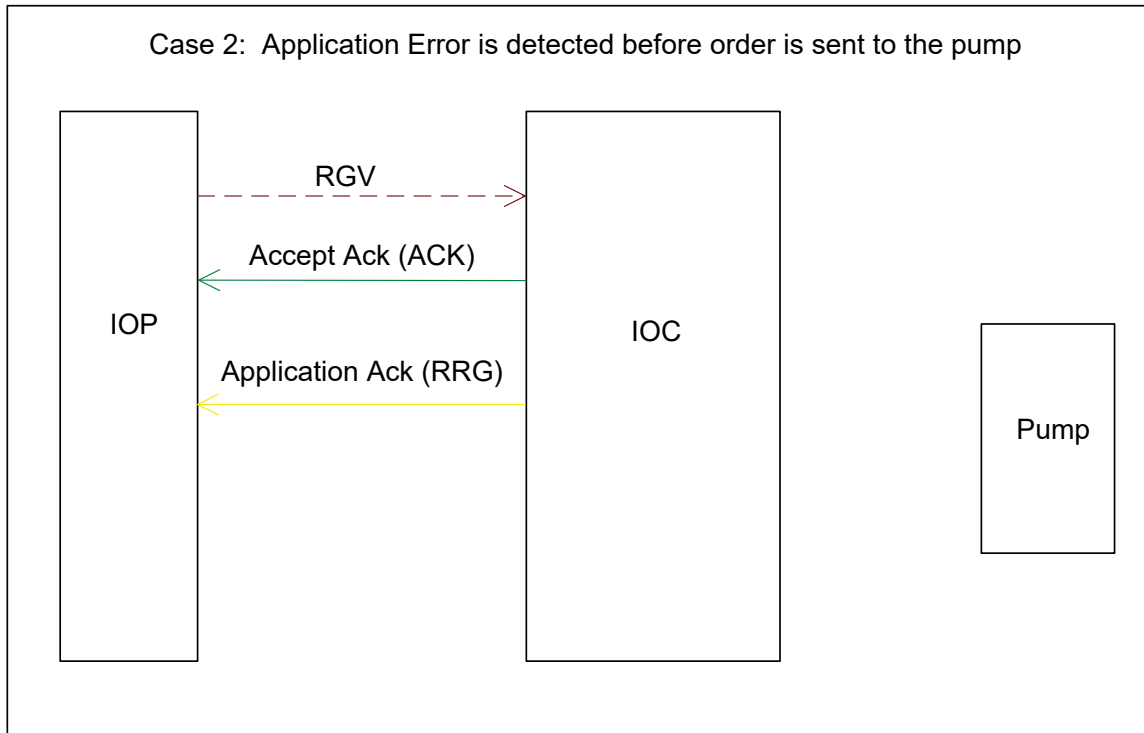 Case 2: Application Error is detected before order is sent to the pump
RGV
Accept Ack (ACK)
IOP
IOC
Application Ack (RRG)
Pump